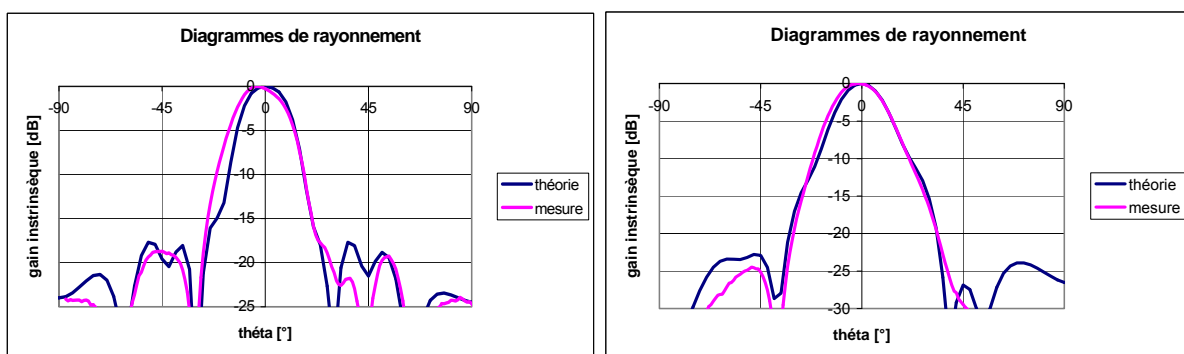 Diagrammes de rayonnement
0
-5
-10
-15
-20
-25
-90
-45
0
45
90
gain instrinsèque [dB]
théta [°]
théorie
mesure
Diagrammes de rayonnement
0
-5
-10
-15
-20
-25
-30
-90
-45
0
45
90
gain instrinsèque [dB]
théta [°]
théorie
mesure